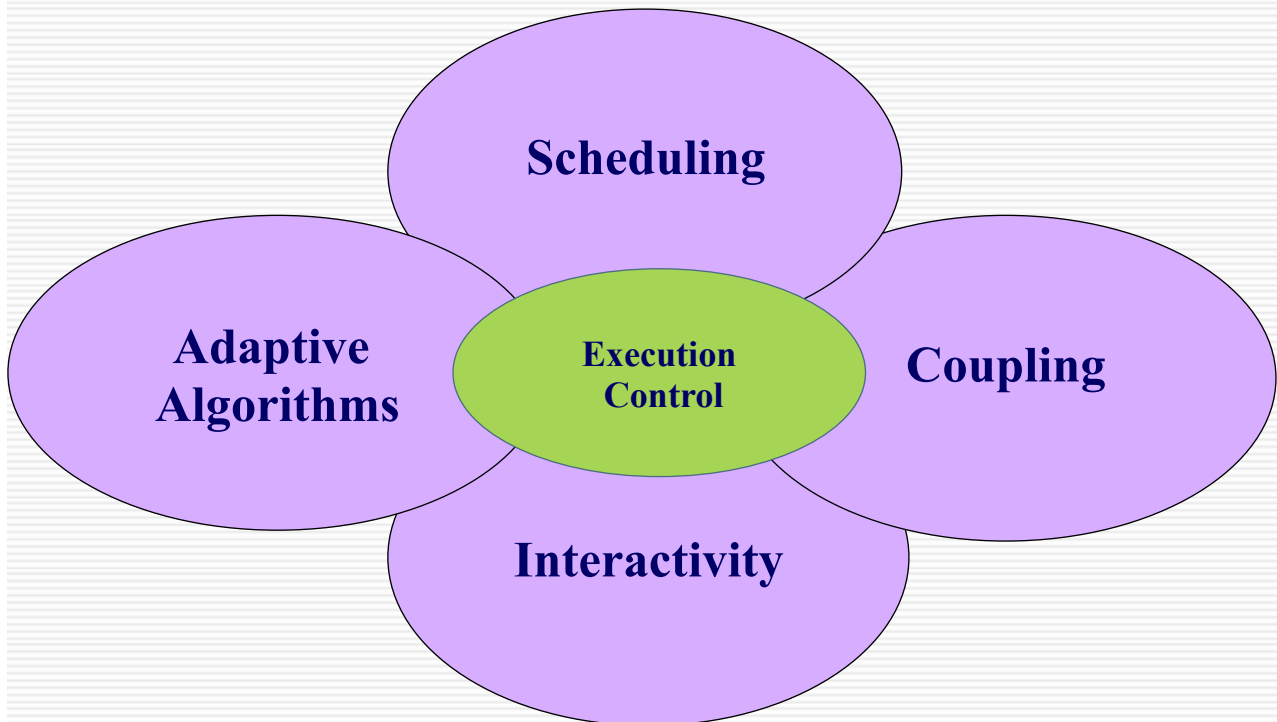 Scheduling
Adaptive
Algorithms
Execution
Control
Coupling
Interactivity